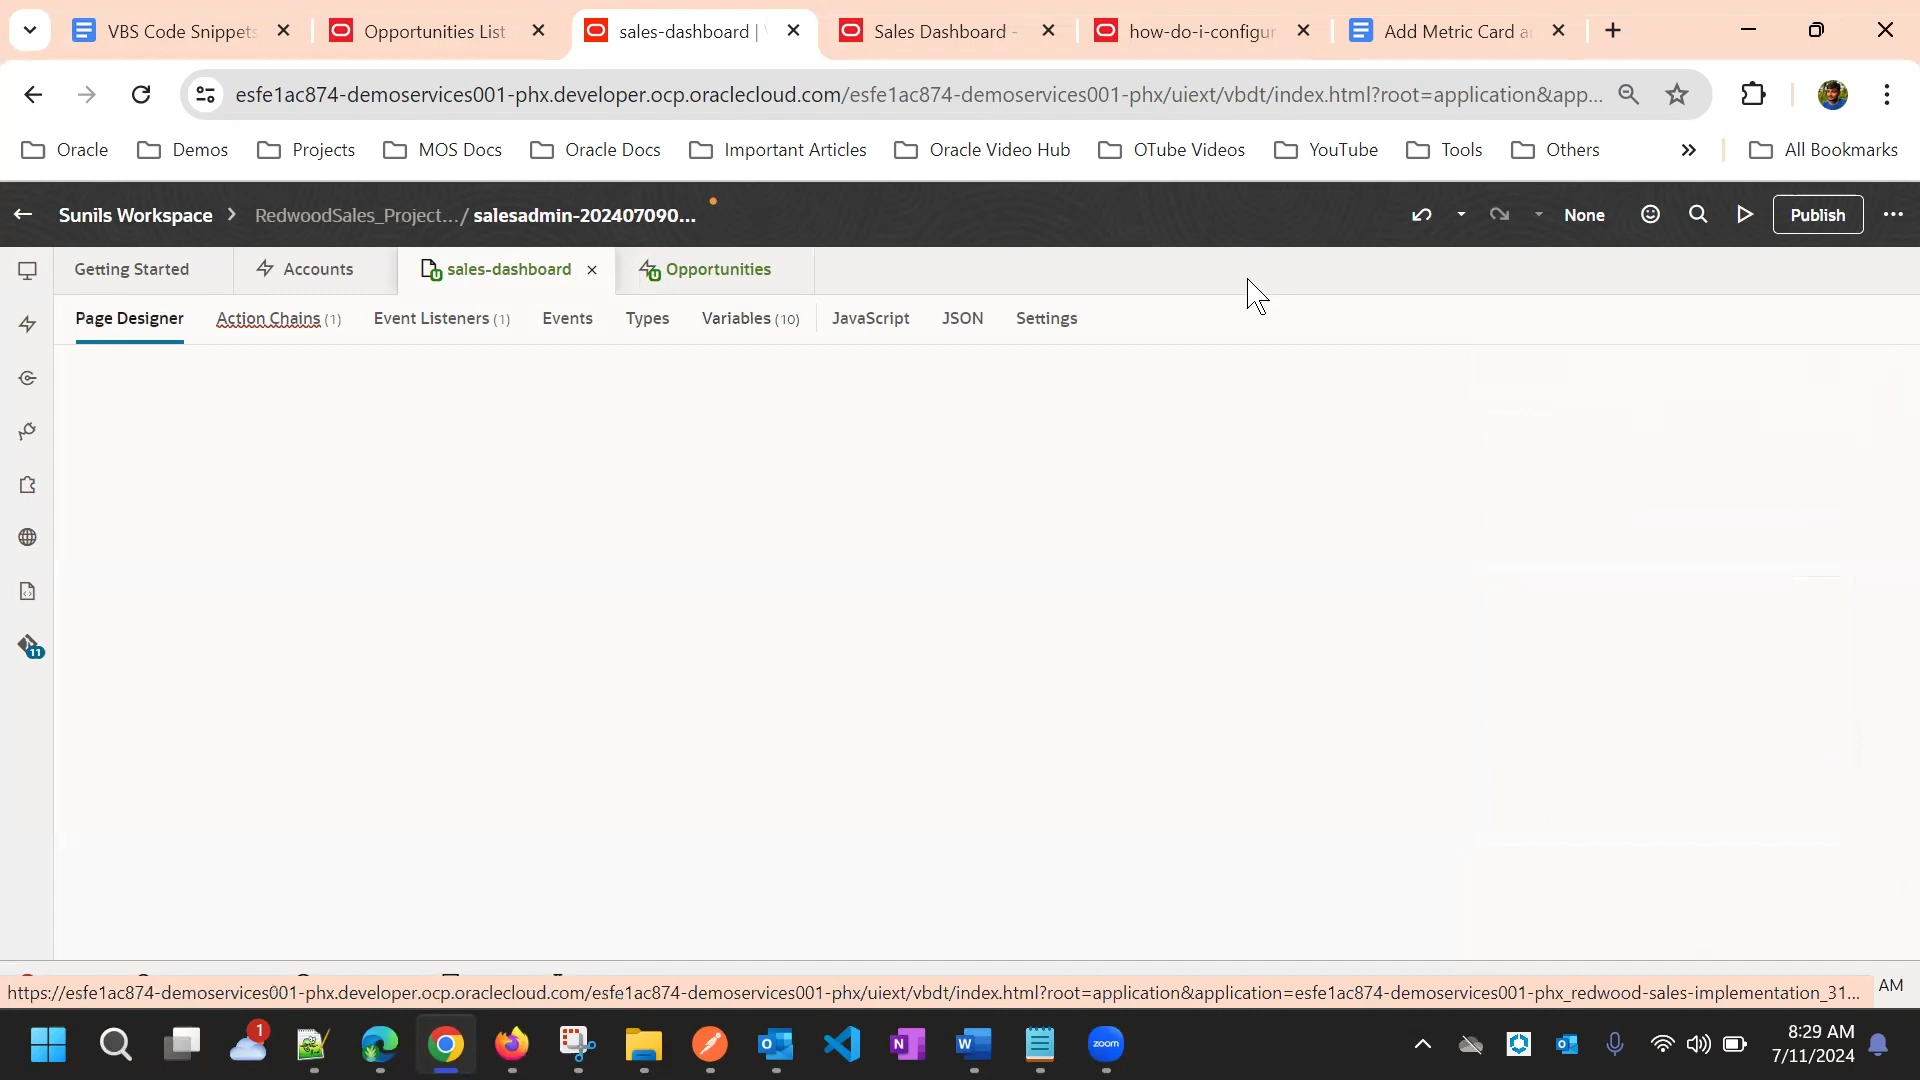 VBS Code Snippets
Opportunities List
sales-dashboard |
Sales Dashboard -
how-do-i-configur
Add Metric Card a
esfe1ac874-demoservices001-phx.developer.ocp.oraclecloud.com/esfe1ac874-demoservices001-phx/uiext/vbdt/index.html?root=application&app...
Oracle
Demos
Projects
MOS Docs
Oracle Docs
Important Articles
Oracle Video Hub
OTube Videos
YouTube
Tools
Others
»
All Bookmarks
Sunils Workspace > RedwoodSales_Project.../ salesadmin-202407090...
None
Publish
Getting Started
Accounts
sales-dashboard
Opportunities
Page Designer
Action Chains (1)
Event Listeners (1)
Events
Types
Variables (10)
JavaScript
JSON
Settings
11
https://esfe1ac874-demoservices001-phx.developer.ocp.oraclecloud.com/esfe1ac874-demoservices001-phx/uiext/vbdt/index.html?root=application&application=esfe1ac874-demoservices001-phx_redwood-sales-implementation_31...
AM
1
zoom
8:29 AM
7/11/2024